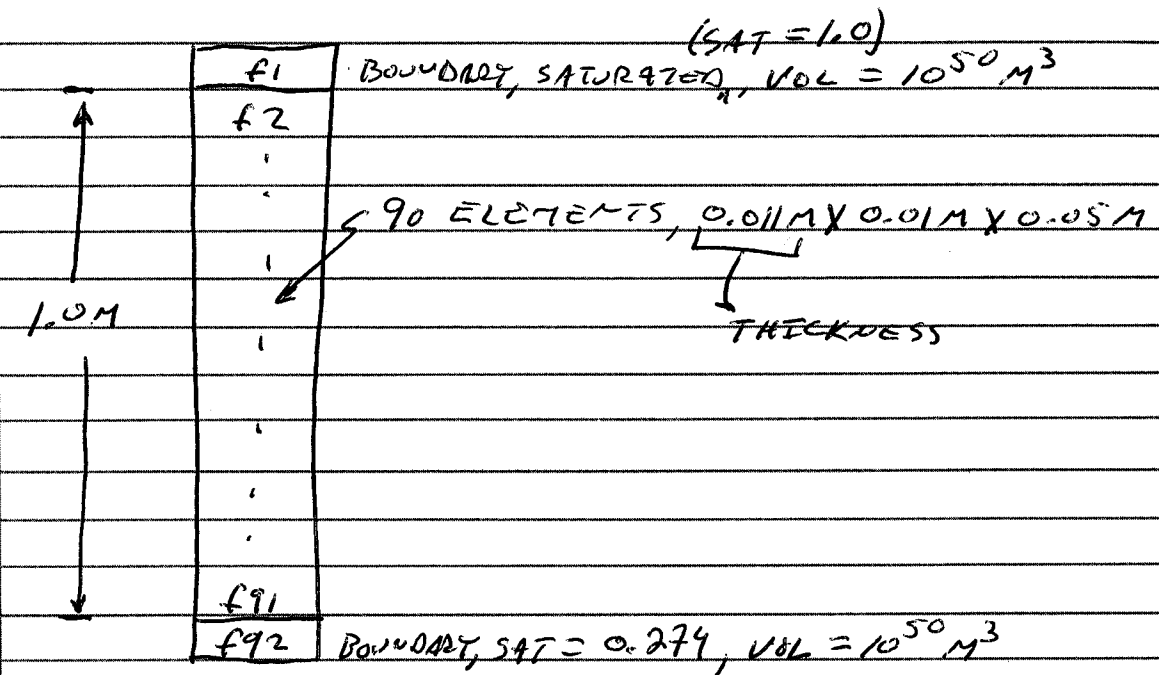 (SAT = 1.0)
f1 BOUNDARY, SATURATED, VOL = 10^50 M^3
f2
90 ELEMENTS, 0.011M X 0.01M X 0.05M
1.0M
THICKNESS
f91
f92 BOUNDARY, SAT = 0.274, VOL = 10^50 M^3